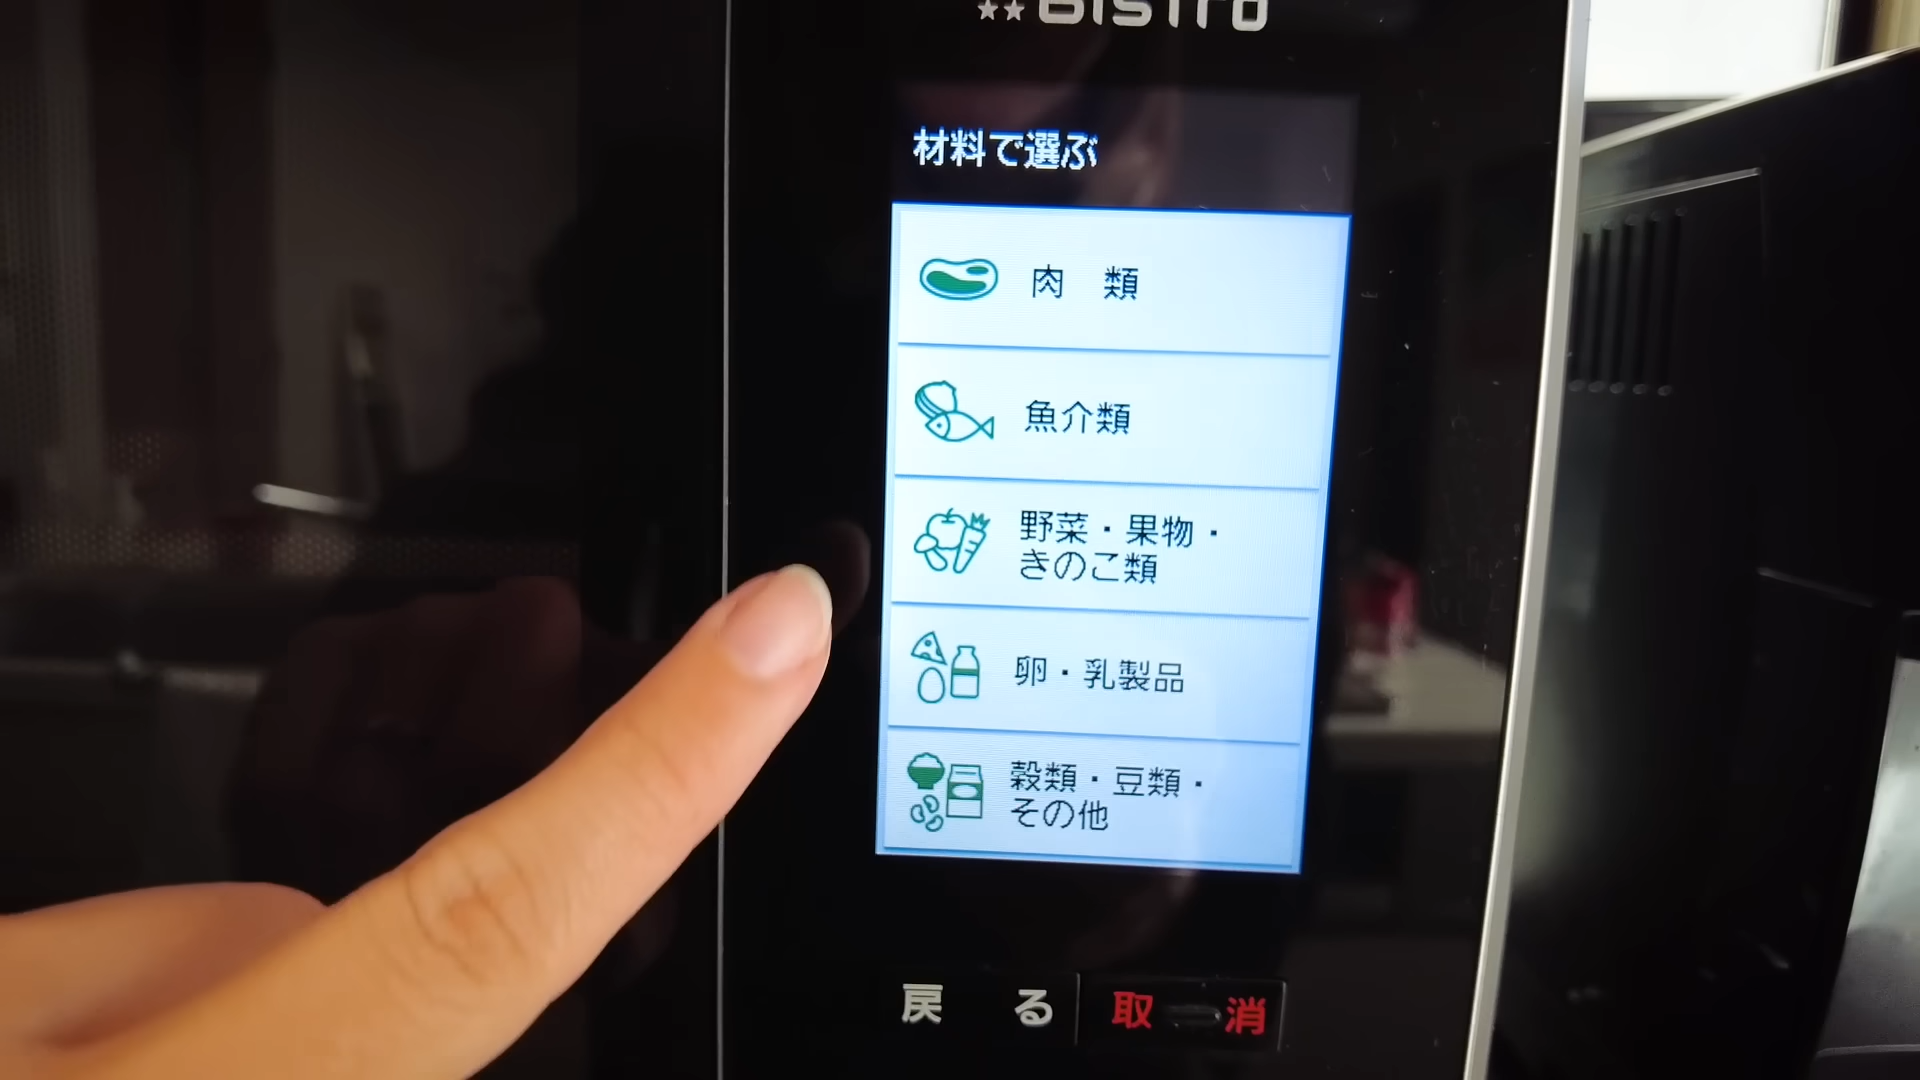 Bistro
材料で選ぶ
肉 類
魚介類
野菜・果物・
きのこ類
卵・乳製品
穀類・豆類・
その他
戻 る 取 消